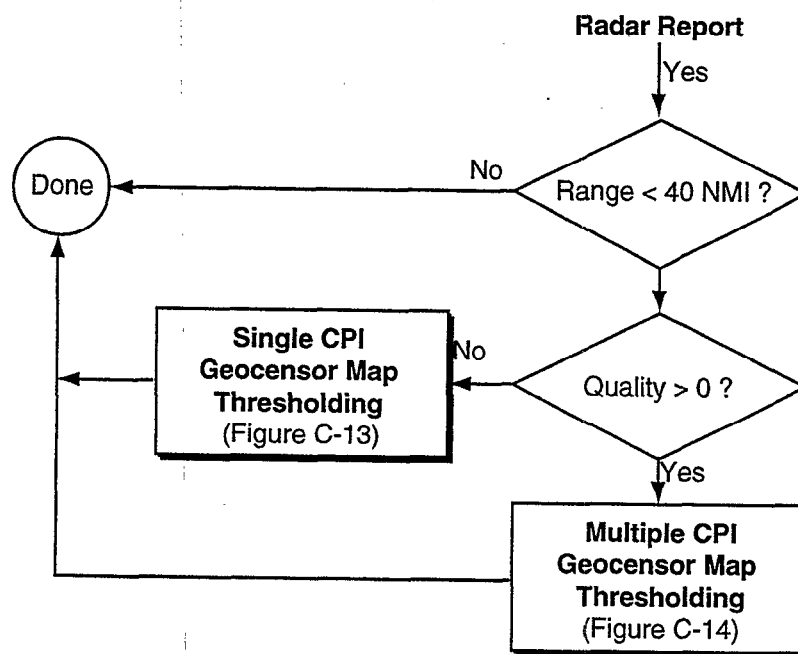 Radar Report
Yes
Range < 40 NMI ?
No
Done
Quality > 0 ?
No
Single CPI
Geocensor Map
Thresholding
(Figure C-13)
Yes
Multiple CPI
Geocensor Map
Thresholding
(Figure C-14)